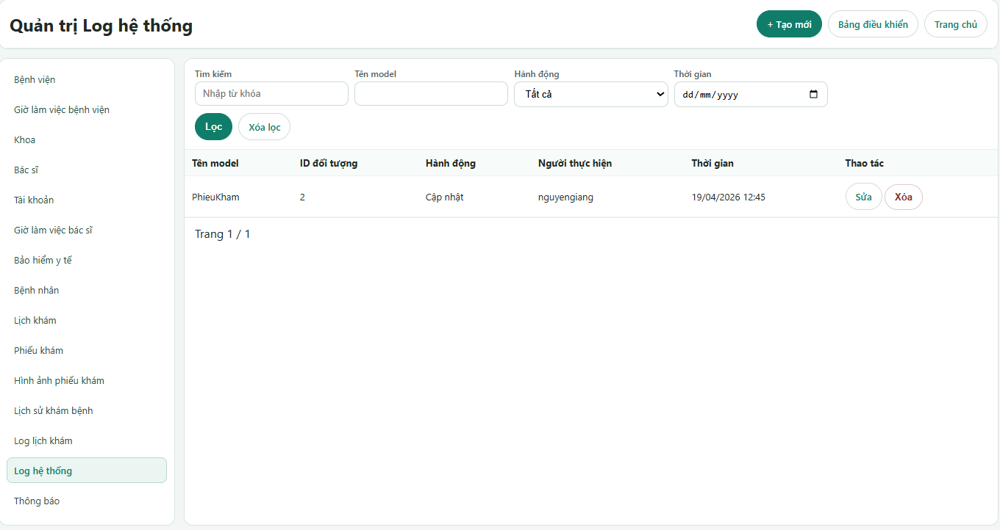 Quản trị Log hệ thống
+ Tạo mới
Bảng điều khiển
Trang chủ
Bệnh viện
Giờ làm việc bệnh viện
Khoa
Bác sĩ
Tài khoản
Giờ làm việc bác sĩ
Bảo hiểm y tế
Bệnh nhân
Lịch khám
Phiếu khám
Hình ảnh phiếu khám
Lịch sử khám bệnh
Log lịch khám
Log hệ thống
Thông báo
Tìm kiếm
Nhập từ khóa
Tên model
Hành động
Tất cả
Thời gian
dd/mm/yyyy
Lọc
Xóa lọc
Tên model ID đối tượng Hành động Người thực hiện Thời gian Thao tác
PhieuKham 2 Cập nhật nguyengiang 19/04/2026 12:45 Sửa Xóa
Trang 1 / 1